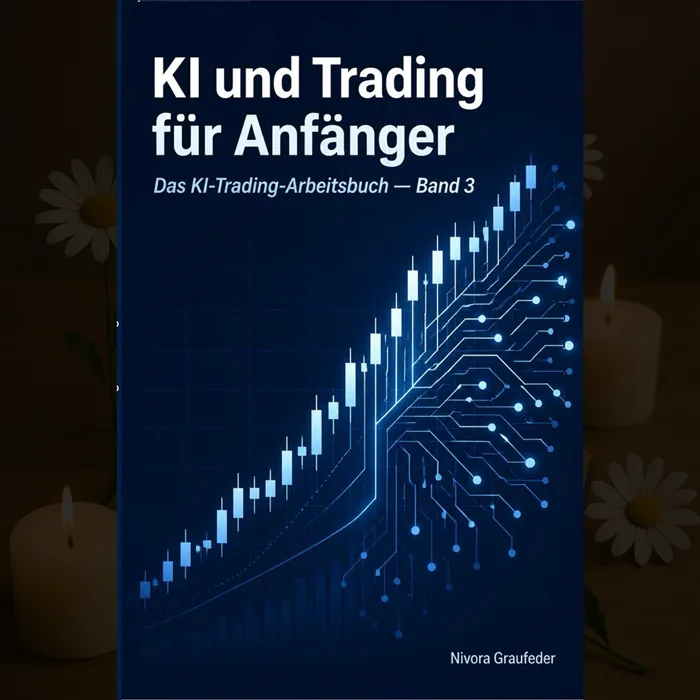 KI und Trading
für Anfänger
Das KI-Trading-Arbeitsbuch — Band 3
Nivora Graufeder